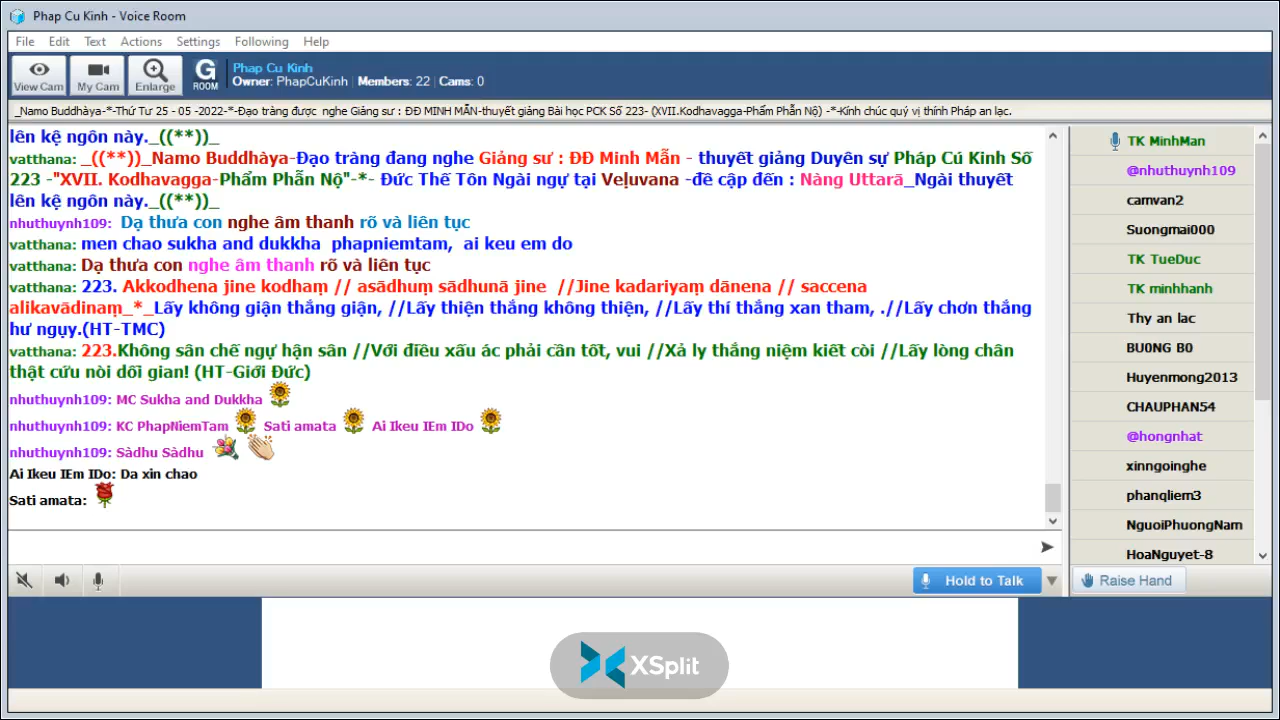 Phap Cu Kinh - Voice Room
File Edit Text Actions Settings Following Help
View Cam My Cam Enlarge G ROOM
Phap Cu Kinh
Owner: PhapCuKinh | Members: 22 | Cams: 0
_Namo Buddhàya-*-Thứ Tư 25 - 05 -2022-*-Đạo tràng được nghe Giảng sư : ĐĐ MINH MẪN-thuyết giảng Bài học PCK Số 223- (XVII.Kodhavagga-Phẩm Phẫn Nộ) -*-Kính chúc quý vị thính Pháp an lạc.
lên kệ ngôn này._((**))_
vatthana: _((**))_Namo Buddhàya-Đạo tràng đang nghe Giảng sư : ĐĐ Minh Mẫn - thuyết giảng Duyên sự Pháp Cú Kinh Số
223 -"XVII. Kodhavagga-Phẩm Phẫn Nộ"-*- Đức Thế Tôn Ngài ngự tại Veḷuvana -đề cập đến : Nàng Uttarā_Ngài thuyết
lên kệ ngôn này._((**))_
nhuthuynh109: Dạ thưa con nghe âm thanh rõ và liên tục
vatthana: men chao sukha and dukkha phapniemtam, ai keu em do
vatthana: Dạ thưa con nghe âm thanh rõ và liên tục
vatthana: 223. Akkodhena jine kodhaṃ // asādhuṃ sādhunā jine //Jine kadariyaṃ dānena // saccena
alikavādinaṃ_*_Lấy không giận thắng giận, //Lấy thiện thắng không thiện, //Lấy thí thắng xan tham, .//Lấy chơn thắng
hư ngụy.(HT-TMC)
vatthana: 223.Không sân chế ngự hận sân //Với điều xấu ác phải cần tốt, vui //Xả ly thắng niệm kiết còi //Lấy lòng chân
thật cứu nòi dối gian! (HT-Giới Đức)
nhuthuynh109: MC Sukha and Dukkha
nhuthuynh109: KC PhapNiemTam Sati amata Ai Ikeu IEm IDo
nhuthuynh109: Sàdhu Sàdhu
Ai Ikeu IEm IDo: Da xin chao
Sati amata:
TK MinhMan
@nhuthuynh109
camvan2
Suongmai000
TK TueDuc
TK minhhanh
Thy an lac
BU0NG B0
Huyenmong2013
CHAUPHAN54
@hongnhat
xinngoinghe
phanqliem3
NguoiPhuongNam
HoaNguyet-8
Hold to Talk
Raise Hand
XSplit